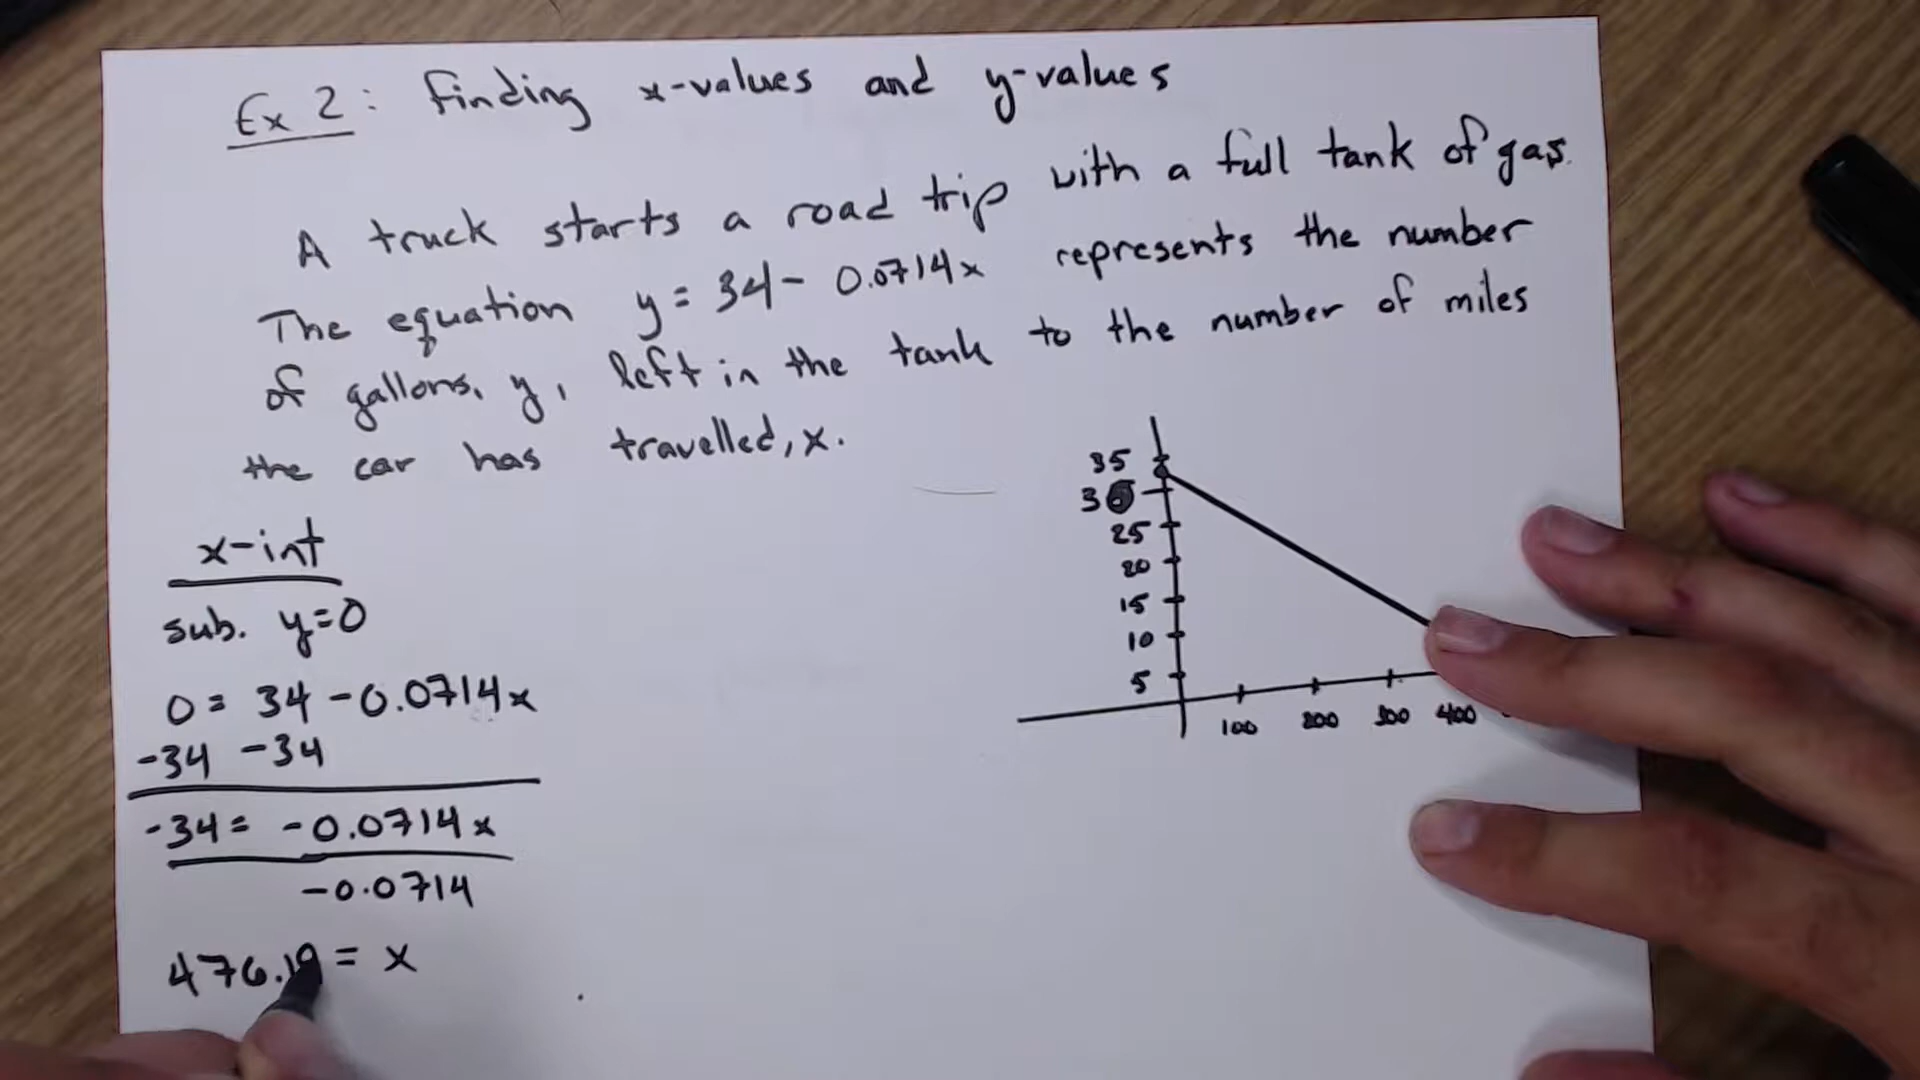 Ex 2: Finding x-values and y-values
A truck starts a road trip with a full tank of gas.
The equation y = 34 - 0.0714x represents the number
of gallons, y, left in the tank to the number of miles
the car has travelled, x.
x-int
sub. y=0
0 = 34 - 0.0714x
-34 -34
-34 = -0.0714x
-0.0714
476.19 = x
35
30
25
20
15
10
5
100 200 300 400